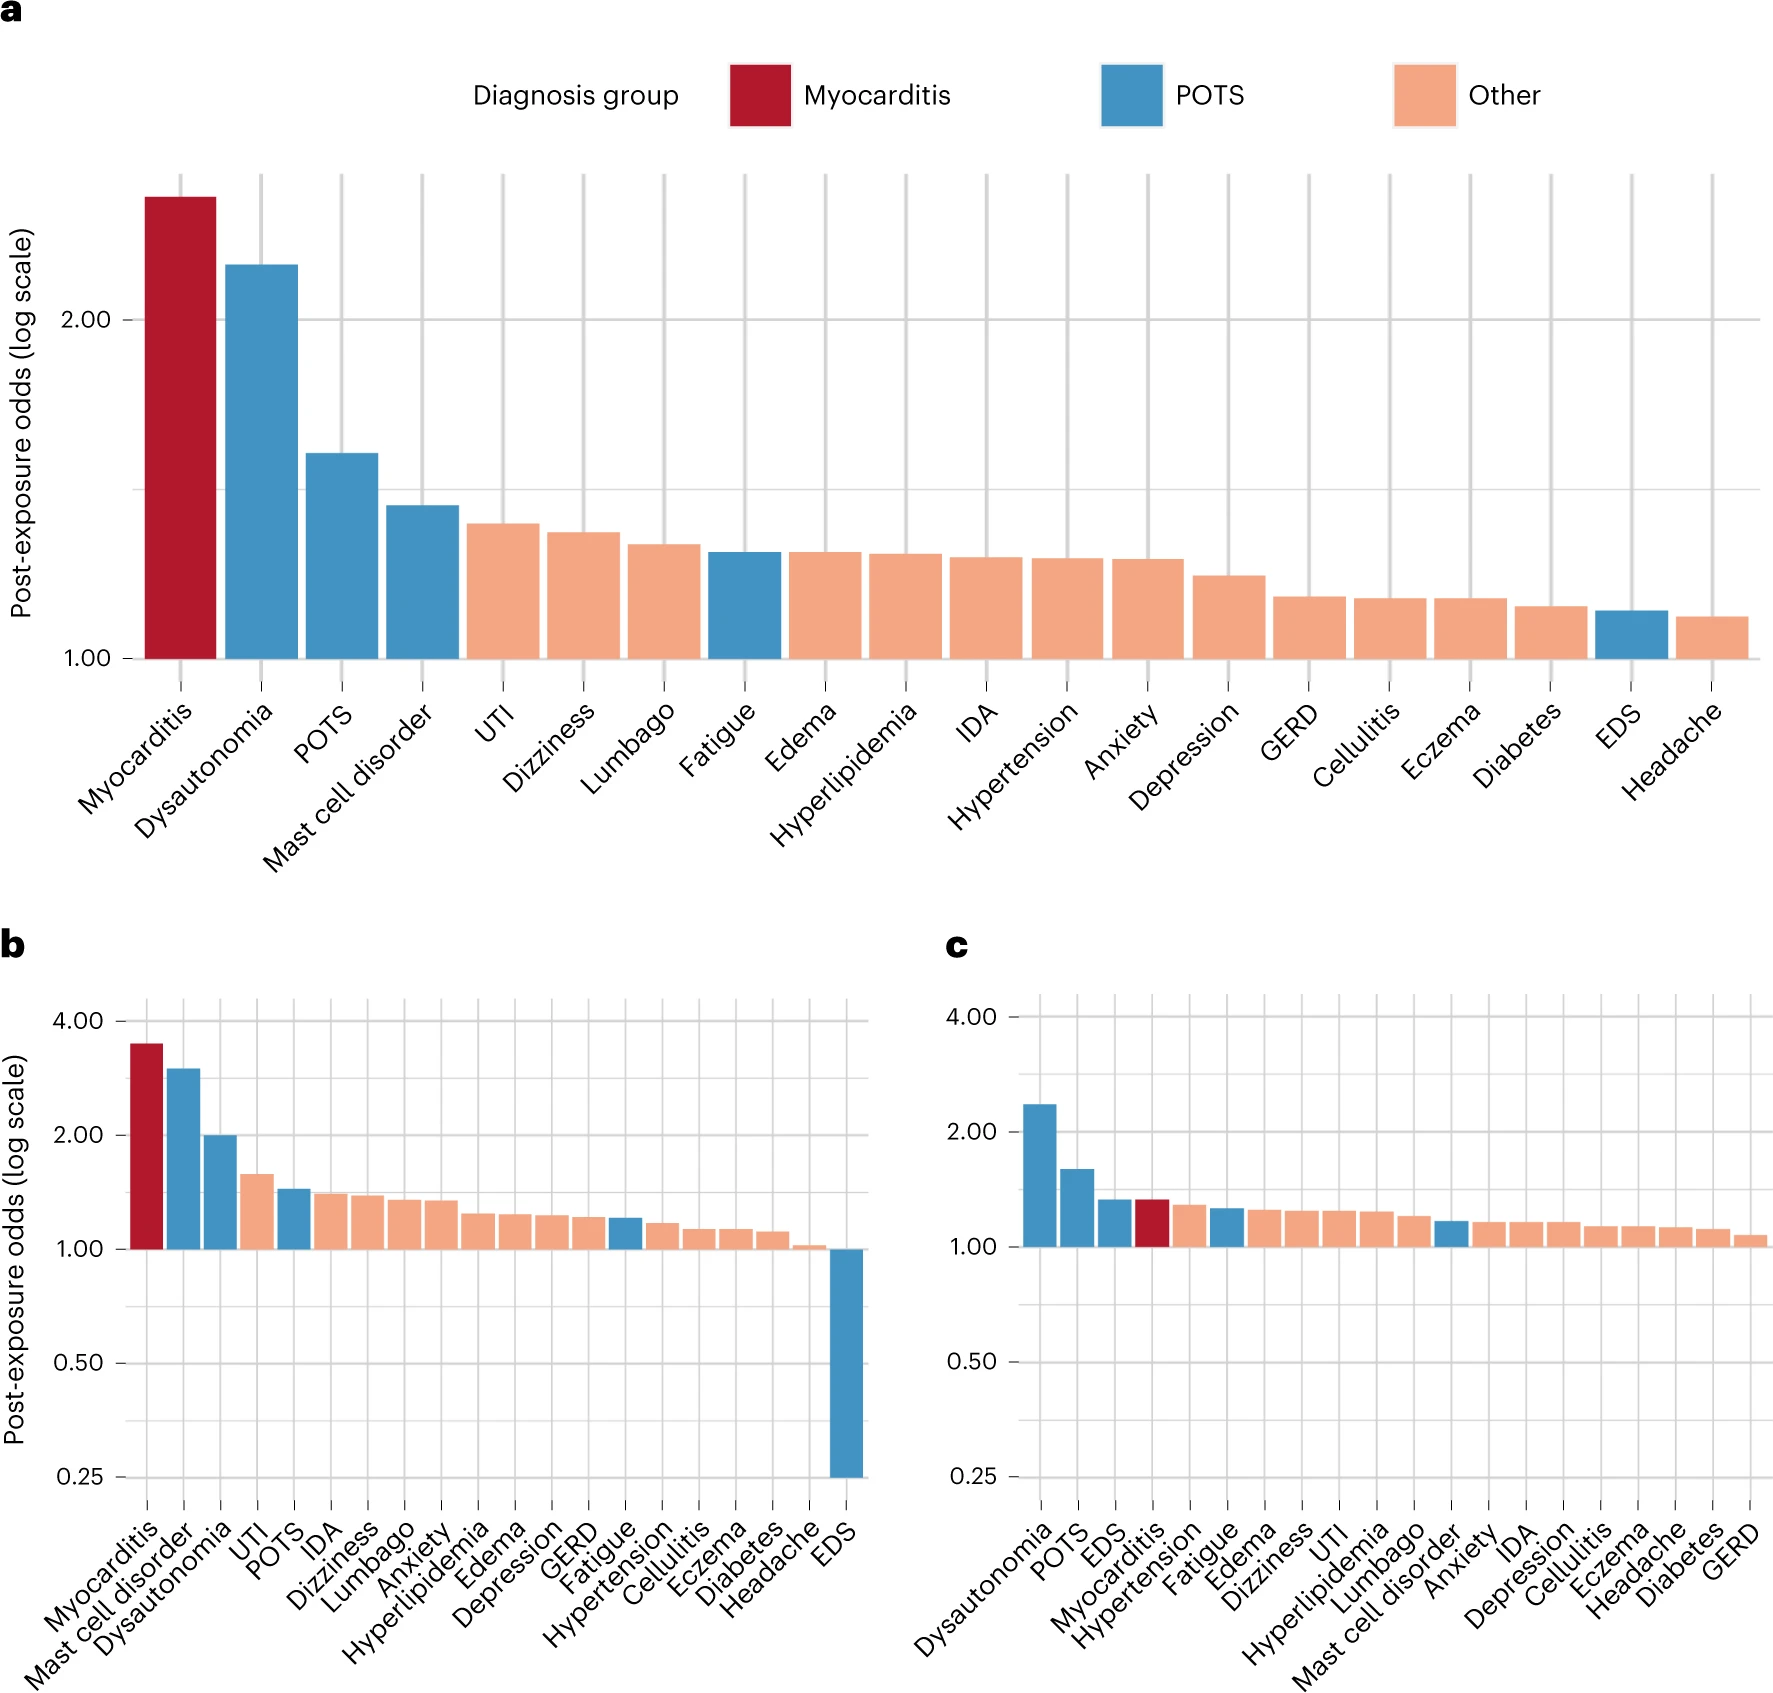 a
Diagnosis group Myocarditis POTS Other
Post-exposure odds (log scale)
2.00
1.00
Myocarditis
Dysautonomia
POTS
Mast cell disorder
UTI
Dizziness
Lumbago
Fatigue
Edema
Hyperlipidemia
IDA
Hypertension
Anxiety
Depression
GERD
Cellulitis
Eczema
Diabetes
EDS
Headache
b
Post-exposure odds (log scale)
4.00
2.00
1.00
0.50
0.25
Myocarditis
Mast cell disorder
Dysautonomia
UTI
POTS
IDA
Dizziness
Lumbago
Anxiety
Hyperlipidemia
Edema
Depression
GERD
Fatigue
Hypertension
Cellulitis
Eczema
Diabetes
Headache
EDS
c
4.00
2.00
1.00
0.50
0.25
Dysautonomia
POTS
EDS
Myocarditis
Hypertension
Fatigue
Edema
Dizziness
UTI
Hyperlipidemia
Lumbago
Mast cell disorder
Anxiety
IDA
Depression
Cellulitis
Eczema
Headache
Diabetes
GERD